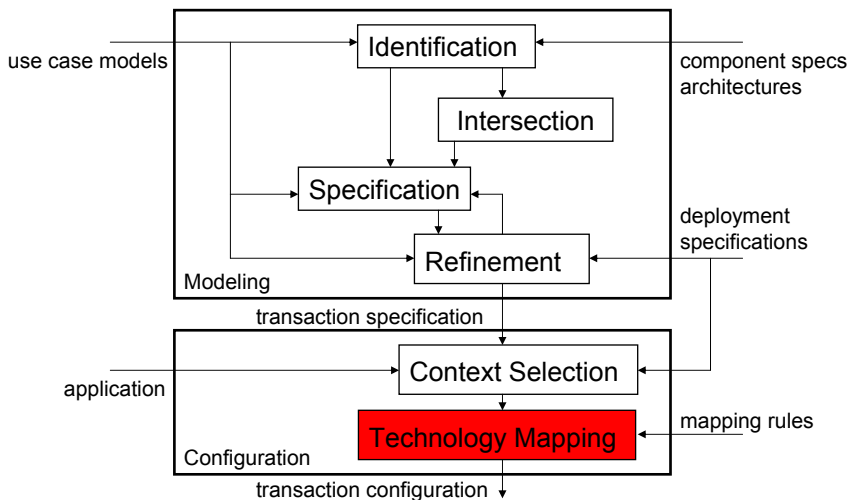 Identification
use case models
component specs
architectures
Intersection
Specification
deployment
specifications
Refinement
Modeling
transaction specification
Context Selection
application
Technology Mapping
mapping rules
Configuration
transaction configuration